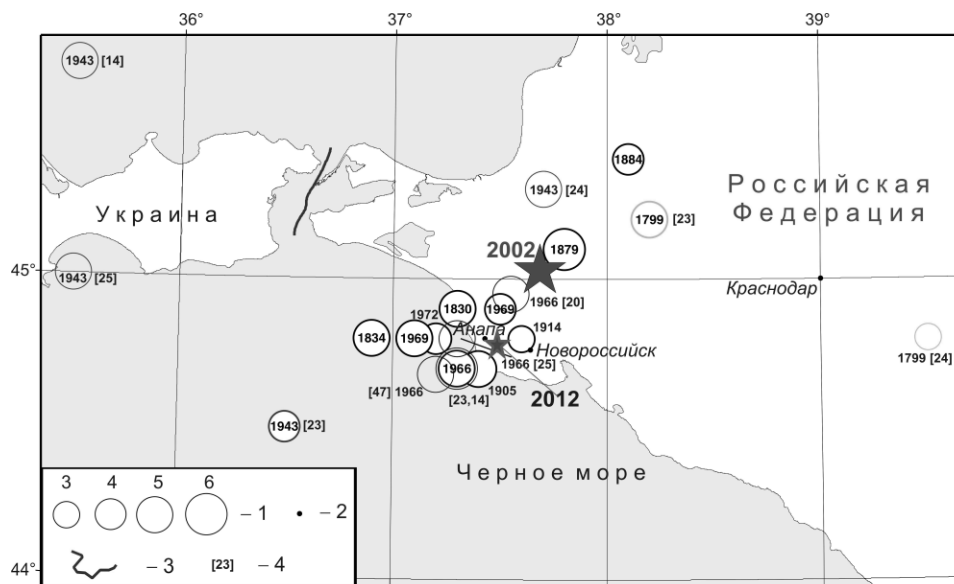 36° 37° 38° 39°
1943 [14]
1884
1943 [24]
Российская
Федерация
1799 [23]
Украина
2002 1879
45°
1943 [25]
Краснодар
1966 [20]
1830 1969
1972
1834 1969 Анапа 1914
Новороссийск
1799 [24]
1966 [25]
1966
[47] 1966 [23,14] 1905
2012
1943 [23]
Черное море
3 4 5 6
– 1 – 2
– 3 [23] – 4
44°